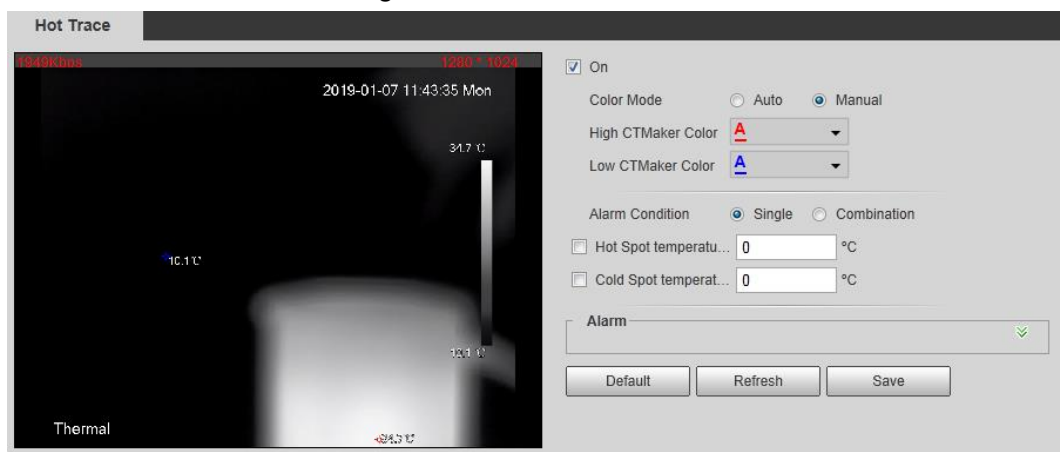 Hot Trace
1949Kbps 1280 * 1024
2019-01-07 11:43:35 Mon
34.7 ℃
10.1℃
Thermal
On
Color Mode Auto Manual
High CTMaker Color A
Low CTMaker Color A
Alarm Condition Single Combination
Hot Spot temperatu... 0 °C
Cold Spot temperat... 0 °C
Alarm
Default Refresh Save